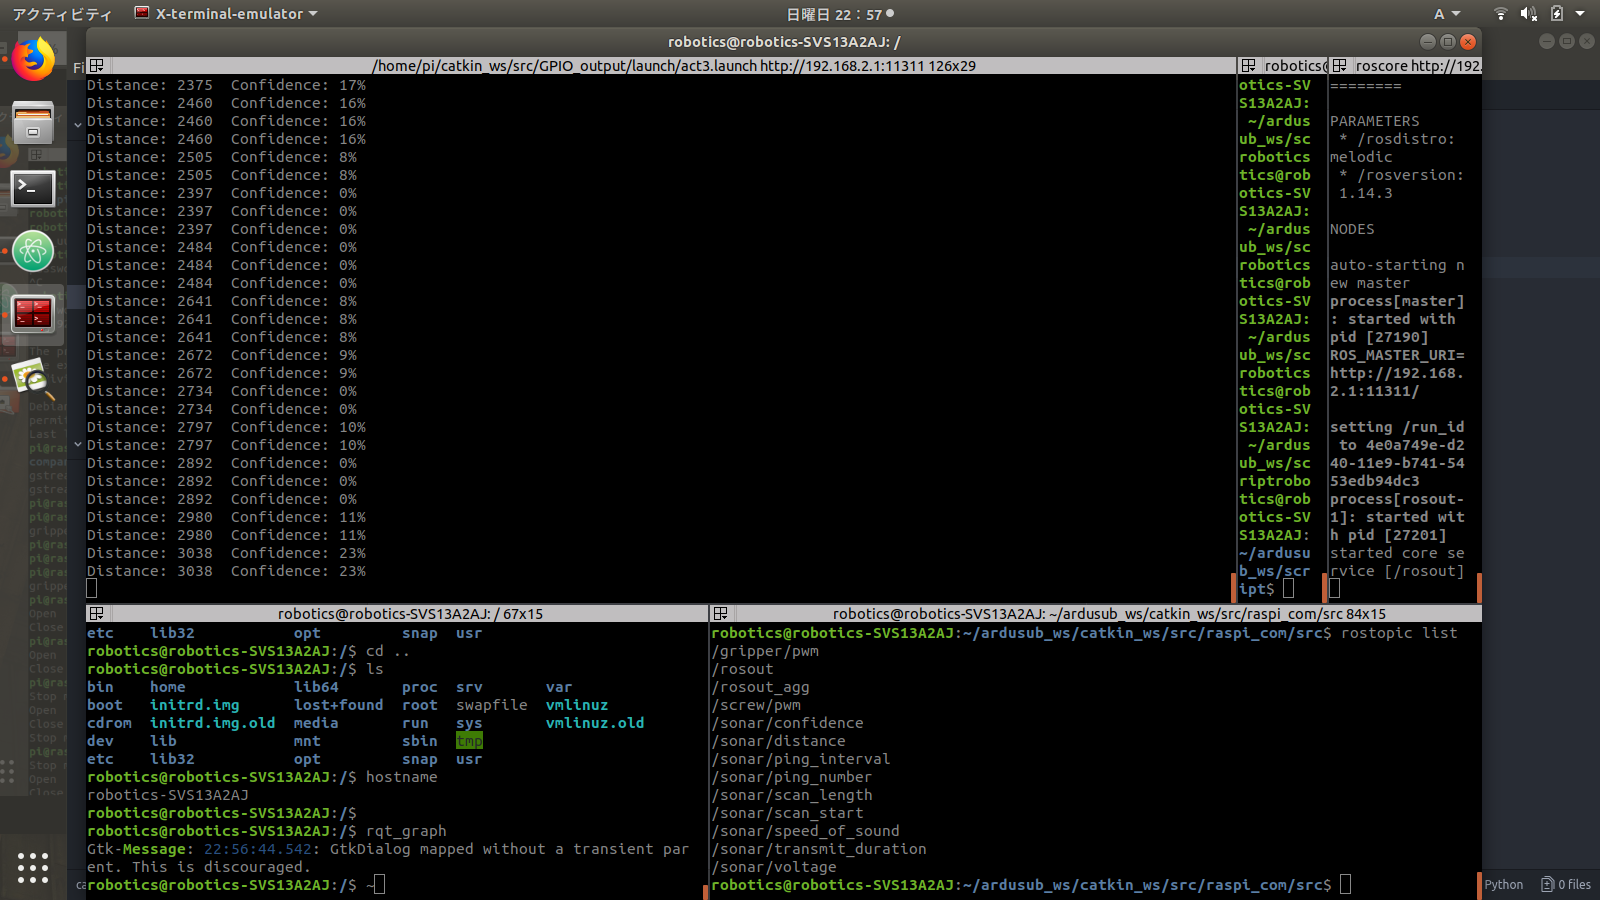 アクティビティ
X-terminal-emulator
日曜日 22：57
A
robotics@robotics-SVS13A2AJ: /
Fi
/home/pi/catkin_ws/src/GPIO_output/launch/act3.launch http://192.168.2.1:11311 126x29
Distance: 2375  Confidence: 17%
Distance: 2460  Confidence: 16%
Distance: 2460  Confidence: 16%
Distance: 2460  Confidence: 16%
Distance: 2505  Confidence: 8%
Distance: 2505  Confidence: 8%
Distance: 2397  Confidence: 0%
Distance: 2397  Confidence: 0%
Distance: 2397  Confidence: 0%
Distance: 2484  Confidence: 0%
Distance: 2484  Confidence: 0%
Distance: 2484  Confidence: 0%
Distance: 2641  Confidence: 8%
Distance: 2641  Confidence: 8%
Distance: 2641  Confidence: 8%
Distance: 2672  Confidence: 9%
Distance: 2672  Confidence: 9%
Distance: 2734  Confidence: 0%
Distance: 2734  Confidence: 0%
Distance: 2797  Confidence: 10%
Distance: 2797  Confidence: 10%
Distance: 2892  Confidence: 0%
Distance: 2892  Confidence: 0%
Distance: 2892  Confidence: 0%
Distance: 2980  Confidence: 11%
Distance: 2980  Confidence: 11%
Distance: 3038  Confidence: 23%
Distance: 3038  Confidence: 23%
robotics@
otics-SV
S13A2AJ:
~/ardus
ub_ws/sc
robotics
tics@rob
otics-SV
S13A2AJ:
~/ardus
ub_ws/sc
robotics
tics@rob
otics-SV
S13A2AJ:
~/ardus
ub_ws/sc
robotics
tics@rob
otics-SV
S13A2AJ:
~/ardus
ub_ws/sc
riptrobo
tics@rob
otics-SV
S13A2AJ:
~/ardusu
b_ws/scr
ipt$
roscore http://192.
========
PARAMETERS
* /rosdistro:
melodic
* /rosversion:
1.14.3
NODES
auto-starting n
ew master
process[master]
: started with
pid [27190]
ROS_MASTER_URI=
http://192.168.
2.1:11311/
setting /run_id
to 4e0a749e-d2
40-11e9-b741-54
53edb94dc3
process[rosout-
1]: started wit
h pid [27201]
started core se
rvice [/rosout]
robotics@robotics-SVS13A2AJ: / 67x15
etc    lib32           opt         snap  usr
robotics@robotics-SVS13A2AJ:/$ cd ..
robotics@robotics-SVS13A2AJ:/$ ls
bin    home            lib64       proc  srv       var
boot   initrd.img      lost+found  root  swapfile  vmlinuz
cdrom  initrd.img.old  media       run   sys       vmlinuz.old
dev    lib             mnt         sbin  tmp
etc    lib32           opt         snap  usr
robotics@robotics-SVS13A2AJ:/$ hostname
robotics-SVS13A2AJ
robotics@robotics-SVS13A2AJ:/$
robotics@robotics-SVS13A2AJ:/$ rqt_graph
Gtk-Message: 22:56:44.542: GtkDialog mapped without a transient par
ent. This is discouraged.
robotics@robotics-SVS13A2AJ:/$ ~
robotics@robotics-SVS13A2AJ: ~/ardusub_ws/catkin_ws/src/raspi_com/src 84x15
robotics@robotics-SVS13A2AJ:~/ardusub_ws/catkin_ws/src/raspi_com/src$ rostopic list
/gripper/pwm
/rosout
/rosout_agg
/screw/pwm
/sonar/confidence
/sonar/distance
/sonar/ping_interval
/sonar/ping_number
/sonar/scan_length
/sonar/scan_start
/sonar/speed_of_sound
/sonar/transmit_duration
/sonar/voltage
robotics@robotics-SVS13A2AJ:~/ardusub_ws/catkin_ws/src/raspi_com/src$
ca
Python
0 files